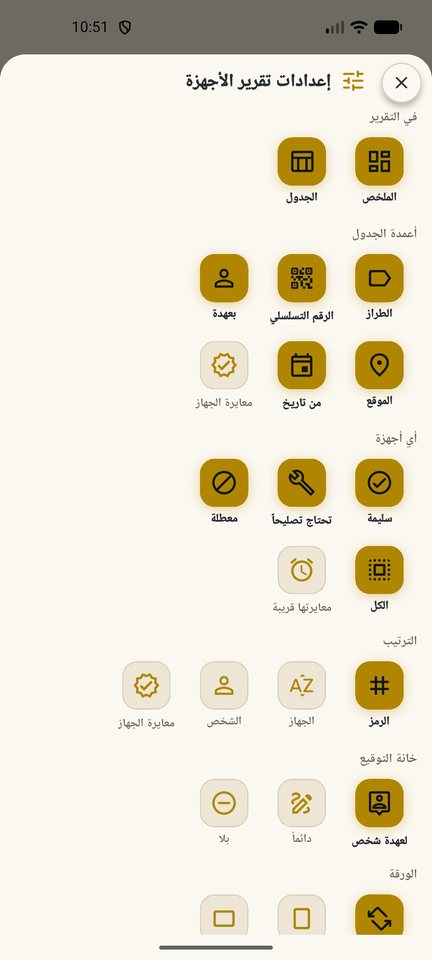 10:51
إعدادات تقرير الأجهزة
في التقرير
الملخص
الجدول
أعمدة الجدول
الطراز
الرقم التسلسلي
بعهدة
الموقع
من تاريخ
معايرة الجهاز
أي أجهزة
سليمة
تحتاج تصليحاً
معطلة
الكل
معايرتها قريبة
الترتيب
الرمز
AZ
الجهاز
الشخص
معايرة الجهاز
خانة التوقيع
لعهدة شخص
دائماً
بلا
الورقة